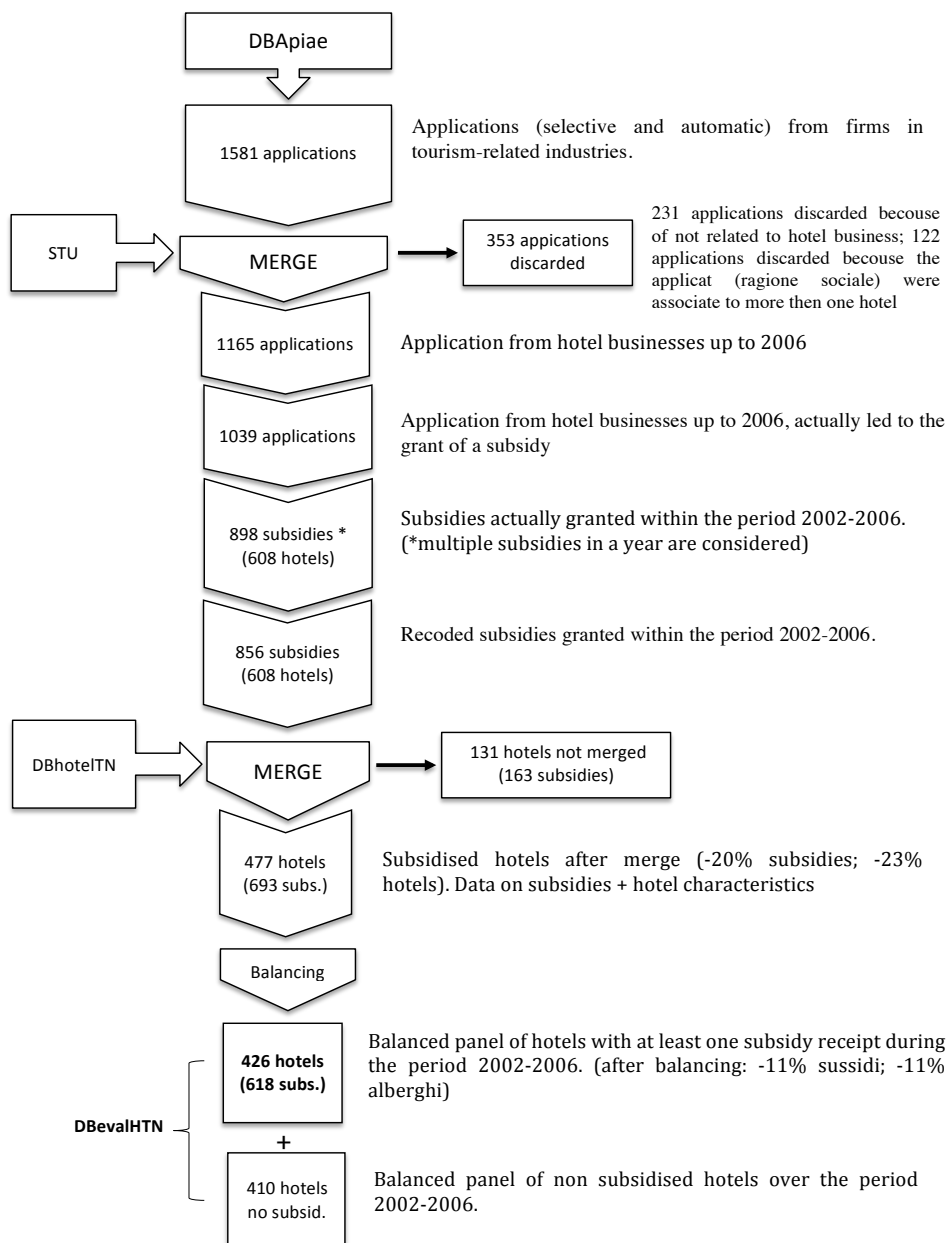 DBApiae
1581 applications
Applications (selective and automatic) from firms in
tourism-related industries.
STU
MERGE
353 appications
discarded
231 applications discarded becouse
of not related to hotel business; 122
applications discarded becouse the
applicat (ragione sociale) were
associate to more then one hotel
1165 applications
Application from hotel businesses up to 2006
1039 applications
Application from hotel businesses up to 2006, actually led to the
grant of a subsidy
898 subsidies *
(608 hotels)
Subsidies actually granted within the period 2002-2006.
(*multiple subsidies in a year are considered)
856 subsidies
(608 hotels)
Recoded subsidies granted within the period 2002-2006.
DBhotelTN
MERGE
131 hotels not merged
(163 subsidies)
477 hotels
(693 subs.)
Subsidised hotels after merge (-20% subsidies; -23%
hotels). Data on subsidies + hotel characteristics
Balancing
426 hotels
(618 subs.)
Balanced panel of hotels with at least one subsidy receipt during
the period 2002-2006. (after balancing: -11% sussidi; -11%
alberghi)
DBevalHTN
+
410 hotels
no subsid.
Balanced panel of non subsidised hotels over the period
2002-2006.